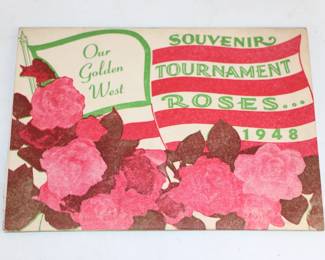 Our
Golden
West
SOUVENIR
TOURNAMENT
ROSES...
1948